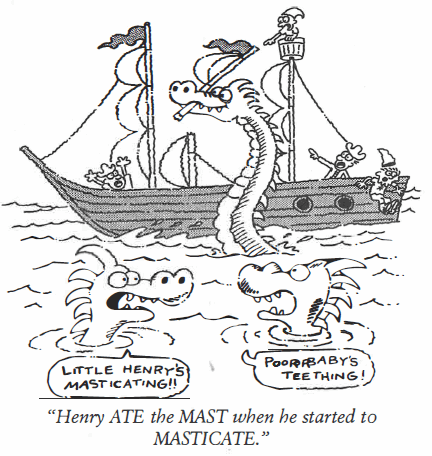 LITTLE HENRY'S
MASTICATING!!
POOR BABY'S
TEETHING!
"Henry ATE the MAST when he started to
MASTICATE."